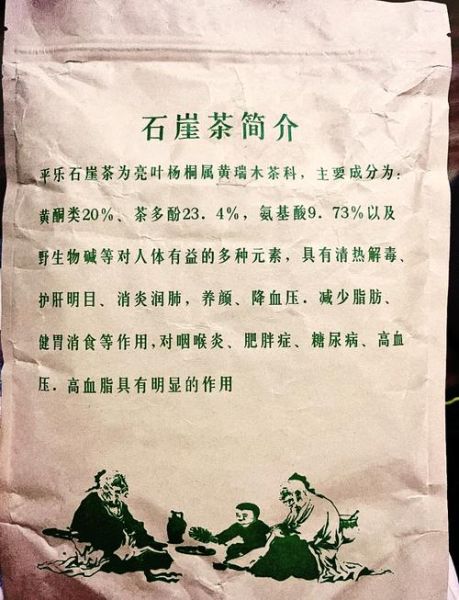 石崖茶简介
平乐石崖茶为亮叶杨桐属黄瑞木茶科，主要成分为：
黄酮类20%、茶多酚23．4%，氨基酸9．73%以及
野生物碱等对人体有益的多种元素，具有清热解毒、
护肝明目、消炎润肺，养颜、降血压．减少脂肪、
健胃消食等作用，对咽喉炎、肥胖症、糖尿病、高血
压．高血脂具有明显的作用